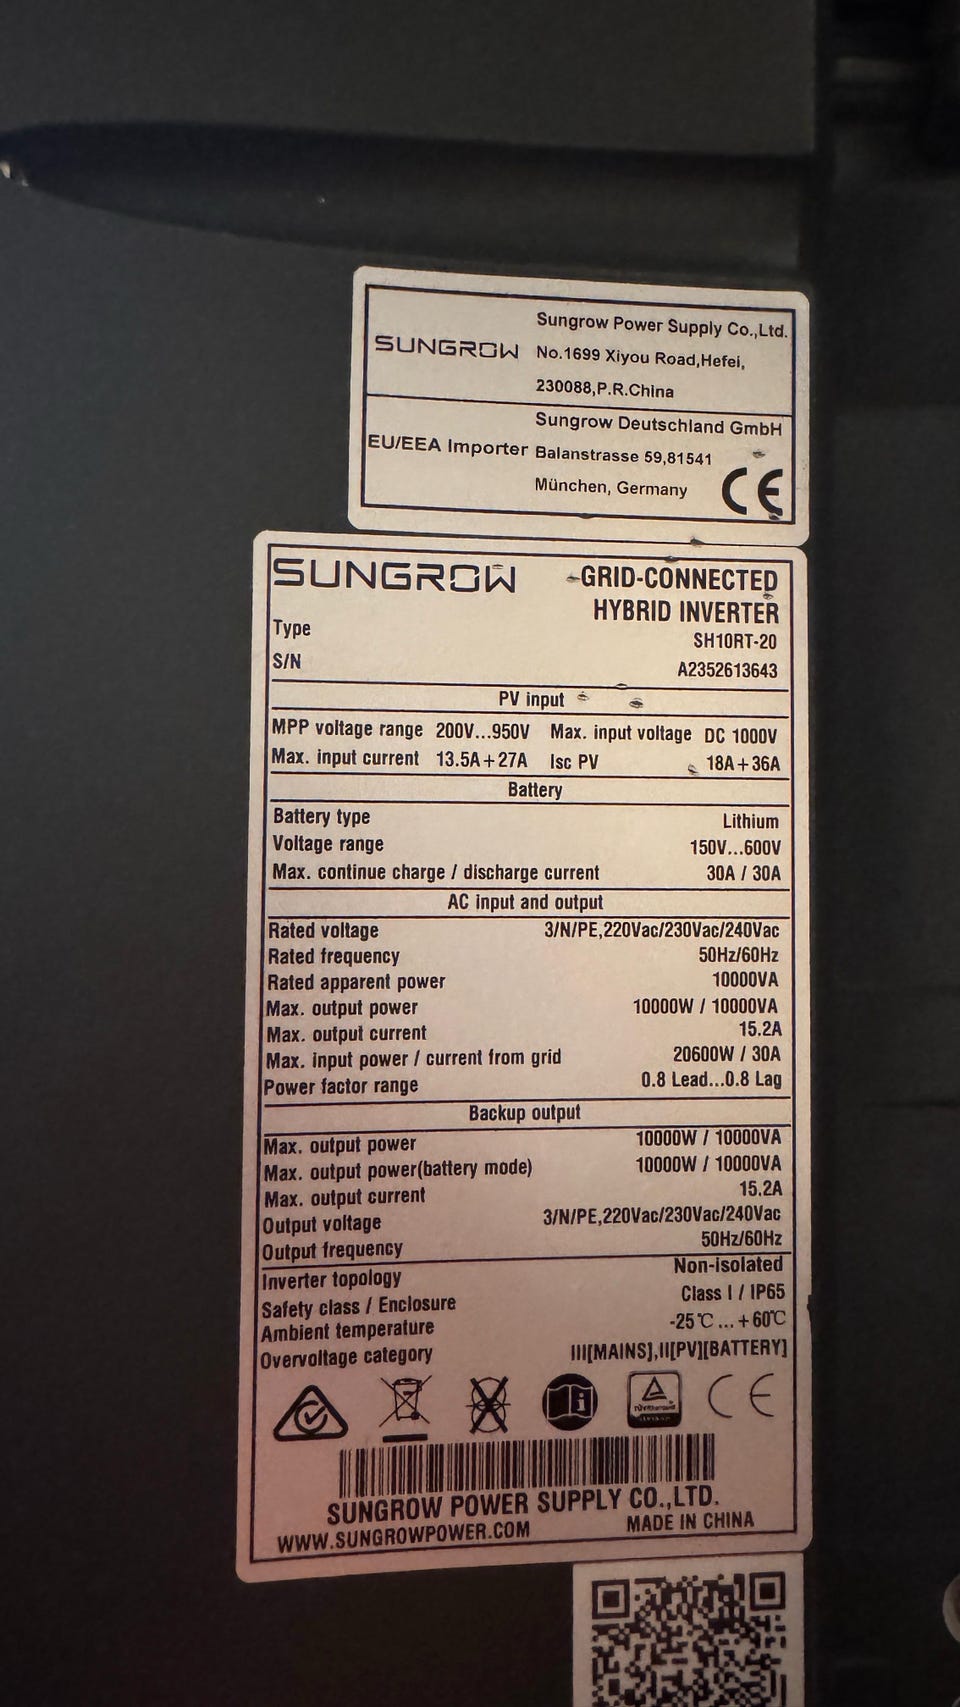 SUNGROW
Sungrow Power Supply Co.,Ltd.
No.1699 Xiyou Road,Hefei,
230088,P.R.China
EU/EEA Importer
Sungrow Deutschland GmbH
Balanstrasse 59,81541
München, Germany
CE
SUNGROW
GRID-CONNECTED
HYBRID INVERTER
Type SH10RT-20
S/N A2352613643
PV input
MPP voltage range 200V...950V Max. input voltage DC 1000V
Max. input current 13.5A+27A Isc PV 18A+36A
Battery
Battery type Lithium
Voltage range 150V...600V
Max. continue charge / discharge current 30A / 30A
AC input and output
Rated voltage 3/N/PE,220Vac/230Vac/240Vac
Rated frequency 50Hz/60Hz
Rated apparent power 10000VA
Max. output power 10000W / 10000VA
Max. output current 15.2A
Max. input power / current from grid 20600W / 30A
Power factor range 0.8 Lead...0.8 Lag
Backup output
Max. output power 10000W / 10000VA
Max. output power(battery mode) 10000W / 10000VA
Max. output current 15.2A
Output voltage 3/N/PE,220Vac/230Vac/240Vac
Output frequency 50Hz/60Hz
Inverter topology Non-isolated
Safety class / Enclosure Class I / IP65
Ambient temperature -25℃...+60℃
Overvoltage category III[MAINS],II[PV][BATTERY]
CE
SUNGROW POWER SUPPLY CO.,LTD.
WWW.SUNGROWPOWER.COM MADE IN CHINA